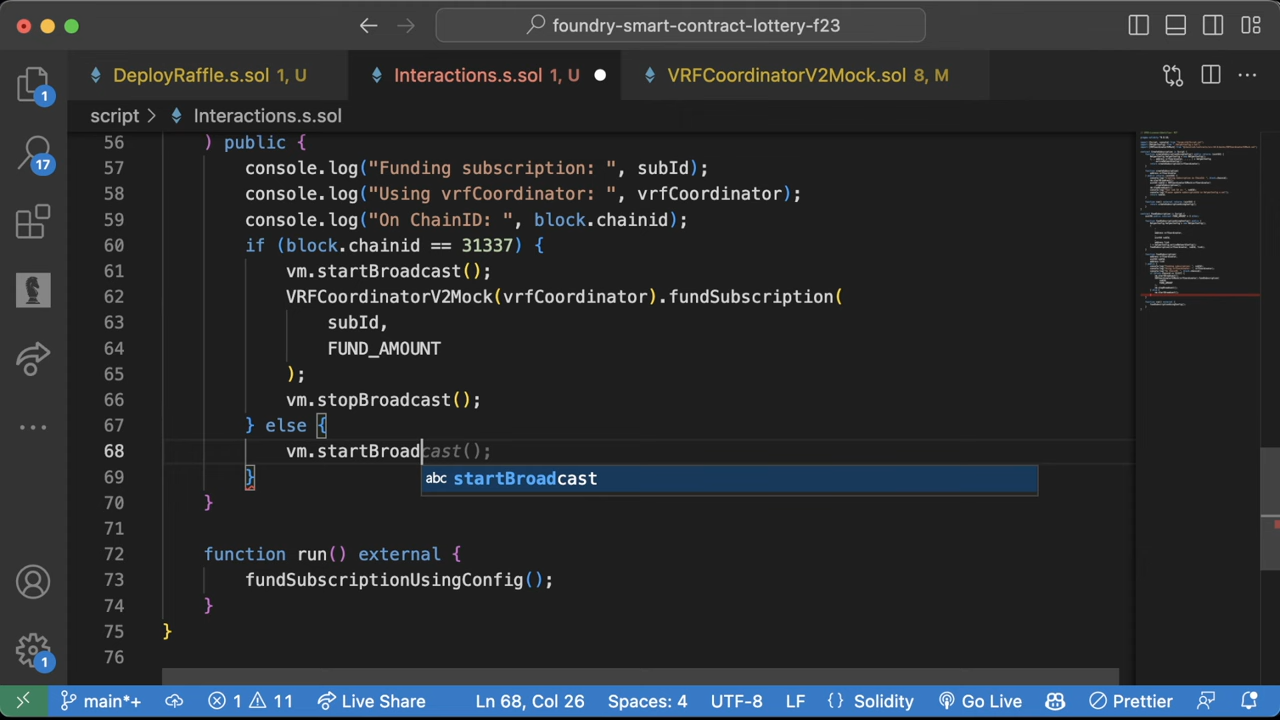 foundry-smart-contract-lottery-f23
DeployRaffle.s.sol 1, U
Interactions.s.sol 1, U
VRFCoordinatorV2Mock.sol 8, M
script > Interactions.s.sol
56 ) public {
57 console.log("Funding subscription: ", subId);
58 console.log("Using vrfCoordinator: ", vrfCoordinator);
59 console.log("On ChainID: ", block.chainid);
60 if (block.chainid == 31337) {
61 vm.startBroadcast();
62 VRFCoordinatorV2Mock(vrfCoordinator).fundSubscription(
63 subId,
64 FUND_AMOUNT
65 );
66 vm.stopBroadcast();
67 } else {
68 vm.startBroadcast();
abc startBroadcast
69 }
70 }
71
72 function run() external {
73 fundSubscriptionUsingConfig();
74 }
75 }
76
1
17
1
main*+ 1 11 Live Share Ln 68, Col 26 Spaces: 4 UTF-8 LF {} Solidity Go Live Prettier